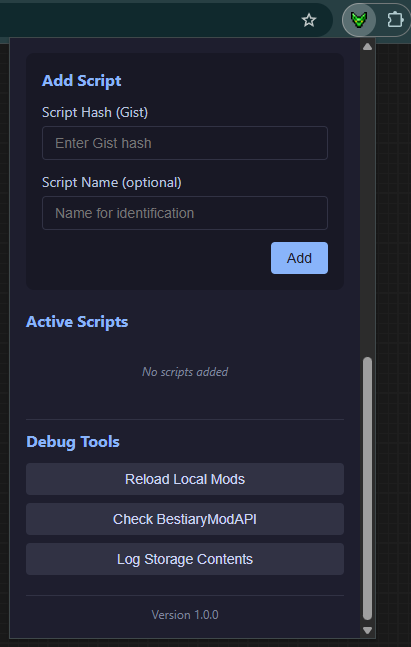 Add Script
Script Hash (Gist)
Enter Gist hash
Script Name (optional)
Name for identification
Add
Active Scripts
No scripts added
Debug Tools
Reload Local Mods
Check BestiaryModAPI
Log Storage Contents
Version 1.0.0